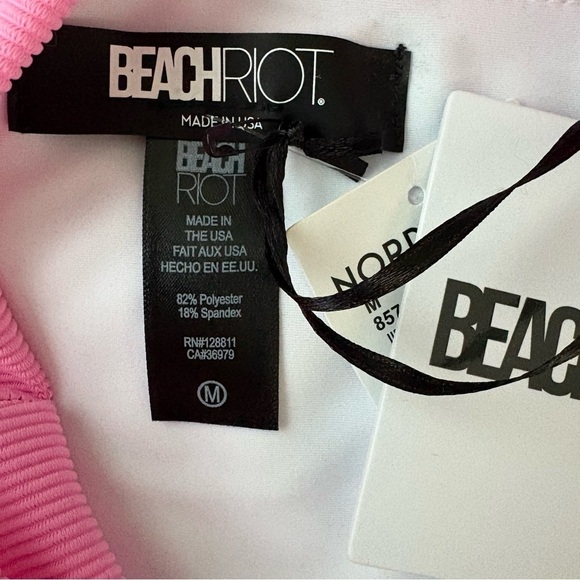 BEACHRIOT®
MADE IN USA
BEACH
RIOT
MADE IN
THE USA
FAIT AUX USA
HECHO EN EE.UU.
82% Polyester
18% Spandex
RN#128811
CA#36979
M
NORD
M
857
BEAC